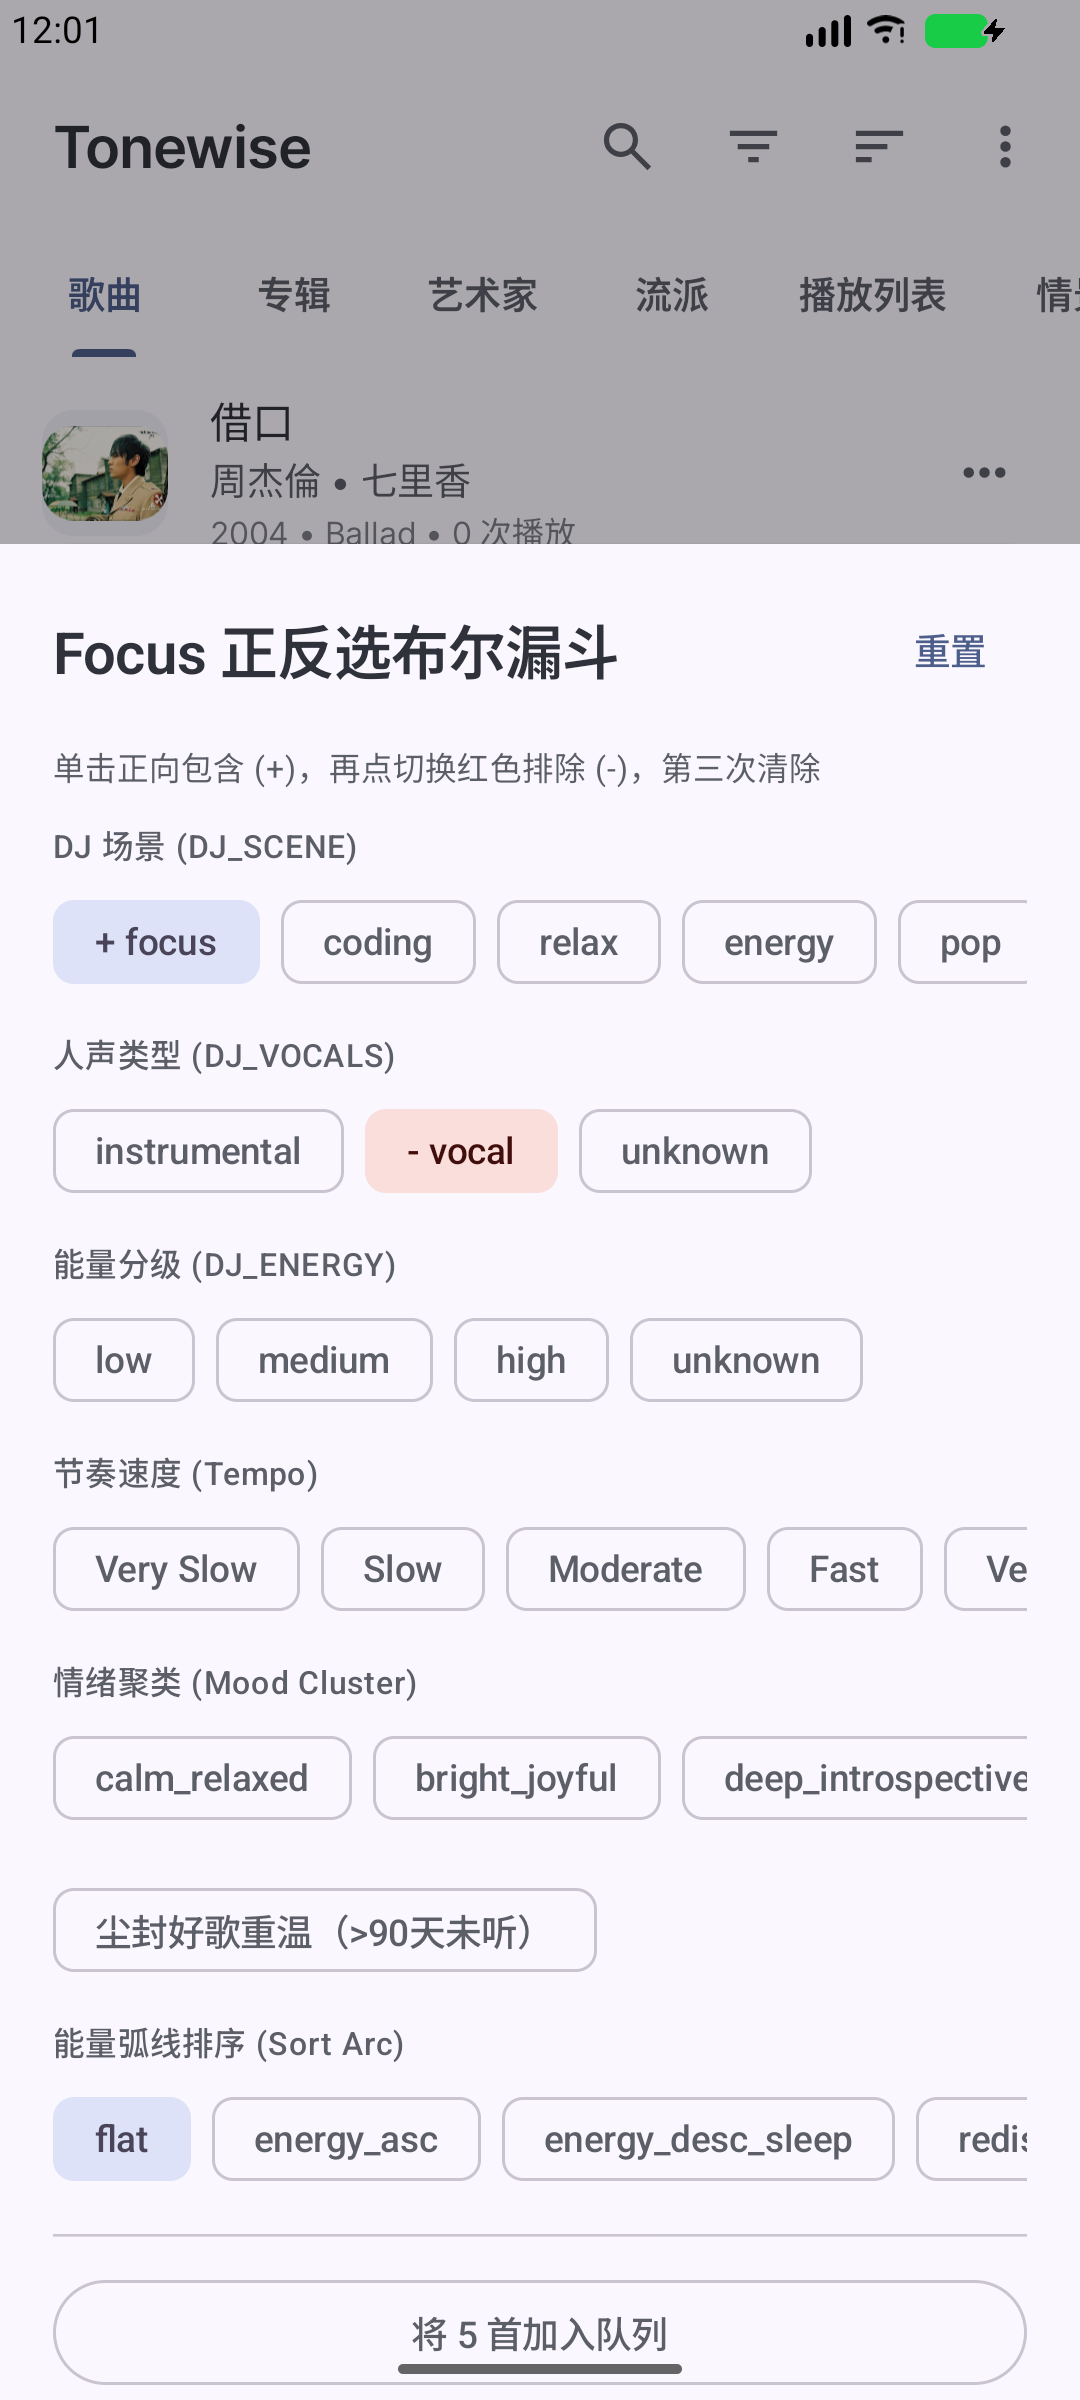 12:01
Tonewise
歌曲 专辑 艺术家 流派 播放列表
借口
周杰倫 • 七里香
2004 • Ballad • 0 次播放
Focus 正反选布尔漏斗 重置
单击正向包含 (+)，再点切换红色排除 (-)，第三次清除
DJ 场景 (DJ_SCENE)
+ focus coding relax energy pop
人声类型 (DJ_VOCALS)
instrumental - vocal unknown
能量分级 (DJ_ENERGY)
low medium high unknown
节奏速度 (Tempo)
Very Slow Slow Moderate Fast Ve
情绪聚类 (Mood Cluster)
calm_relaxed bright_joyful deep_introspective
尘封好歌重温（>90天未听）
能量弧线排序 (Sort Arc)
flat energy_asc energy_desc_sleep redis
将 5 首加入队列